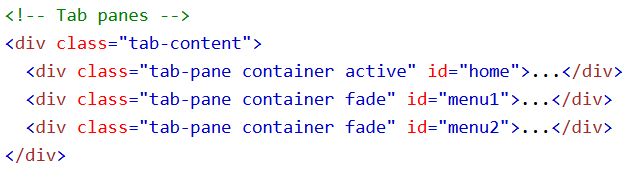 <!-- Tab panes -->
<div class="tab-content">
  <div class="tab-pane container active" id="home">...</div>
  <div class="tab-pane container fade" id="menu1">...</div>
  <div class="tab-pane container fade" id="menu2">...</div>
</div>